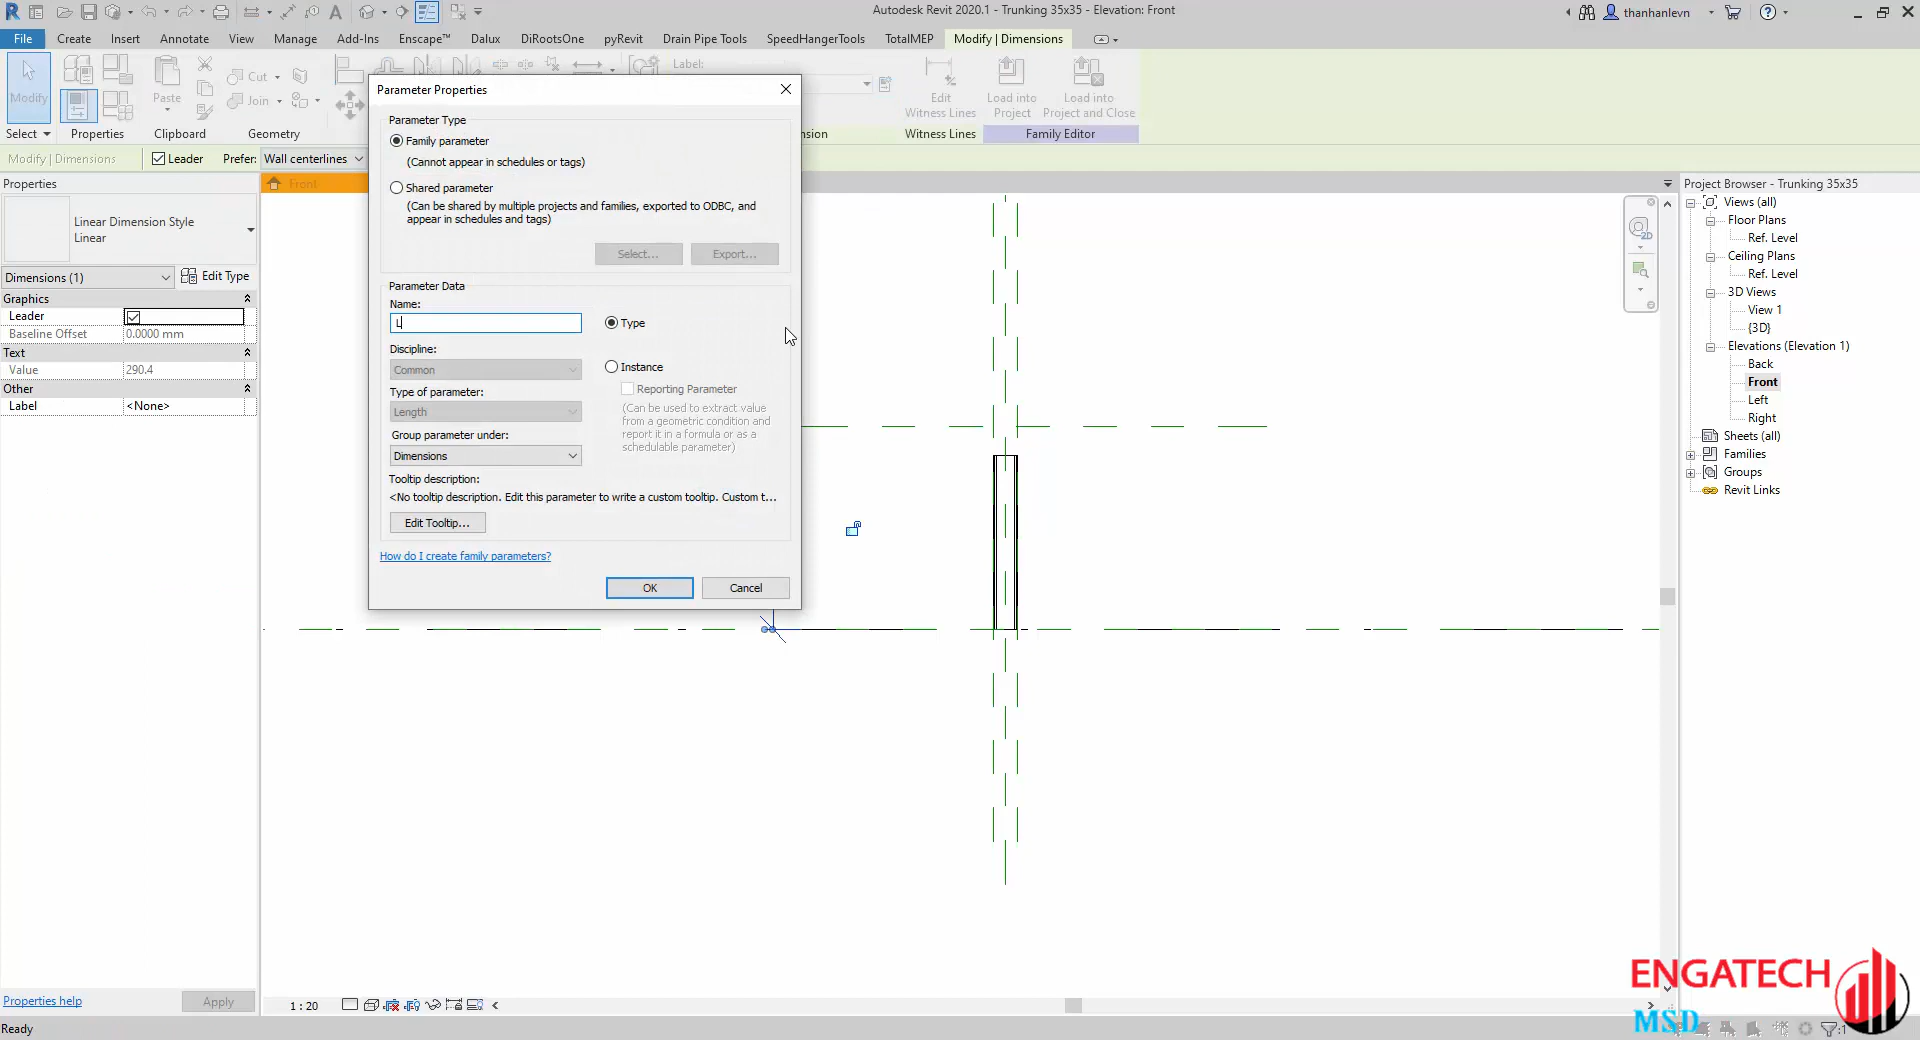 Autodesk Revit 2020.1 - Trunking 35x35 - Elevation: Front
thanhanlevn
File Create Insert Annotate View Manage Add-Ins Enscape™ Dalux DiRootsOne pyRevit Drain Pipe Tools SpeedHangerTools TotalMEP Modify | Dimensions
Modify
Paste
Cut
Join
Label:
Edit
Witness Lines
Load into
Project
Load into
Project and Close
Select Properties Clipboard Geometry Witness Lines Family Editor
Modify | Dimensions Leader Prefer: Wall centerlines
Properties
Linear Dimension Style
Linear
Dimensions (1) Edit Type
Graphics
Leader
Baseline Offset 0.0000 mm
Text
Value 290.4
Other
Label <None>
Properties help Apply
Ready
Front
Parameter Properties
Parameter Type
Family parameter
(Cannot appear in schedules or tags)
Shared parameter
(Can be shared by multiple projects and families, exported to ODBC, and
appear in schedules and tags)
Select... Export...
Parameter Data
Name:
L
Type
Discipline:
Common
Instance
Reporting Parameter
(Can be used to extract value
from a geometric condition and
report it in a formula or as a
schedulable parameter)
Type of parameter:
Length
Group parameter under:
Dimensions
Tooltip description:
<No tooltip description. Edit this parameter to write a custom tooltip. Custom t...
Edit Tooltip...
How do I create family parameters?
OK Cancel
2D
1 : 20
Project Browser - Trunking 35x35
Views (all)
Floor Plans
Ref. Level
Ceiling Plans
Ref. Level
3D Views
View 1
{3D}
Elevations (Elevation 1)
Back
Front
Left
Right
Sheets (all)
Families
Groups
Revit Links
ENGATECH
MSD
:1